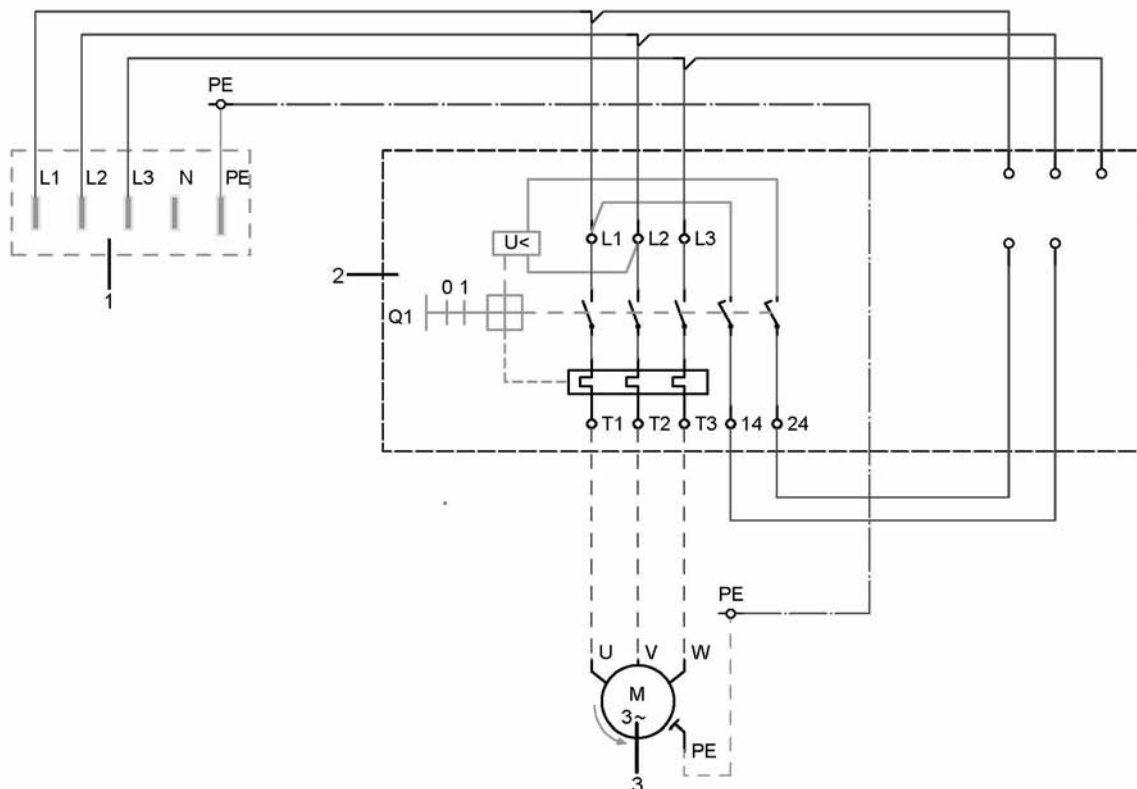 PE
L1 L2 L3 N PE
1
2
U<
L1 L2 L3
0 1
Q1
T1 T2 T3 14 24
PE
U V W
M
3~
PE
3